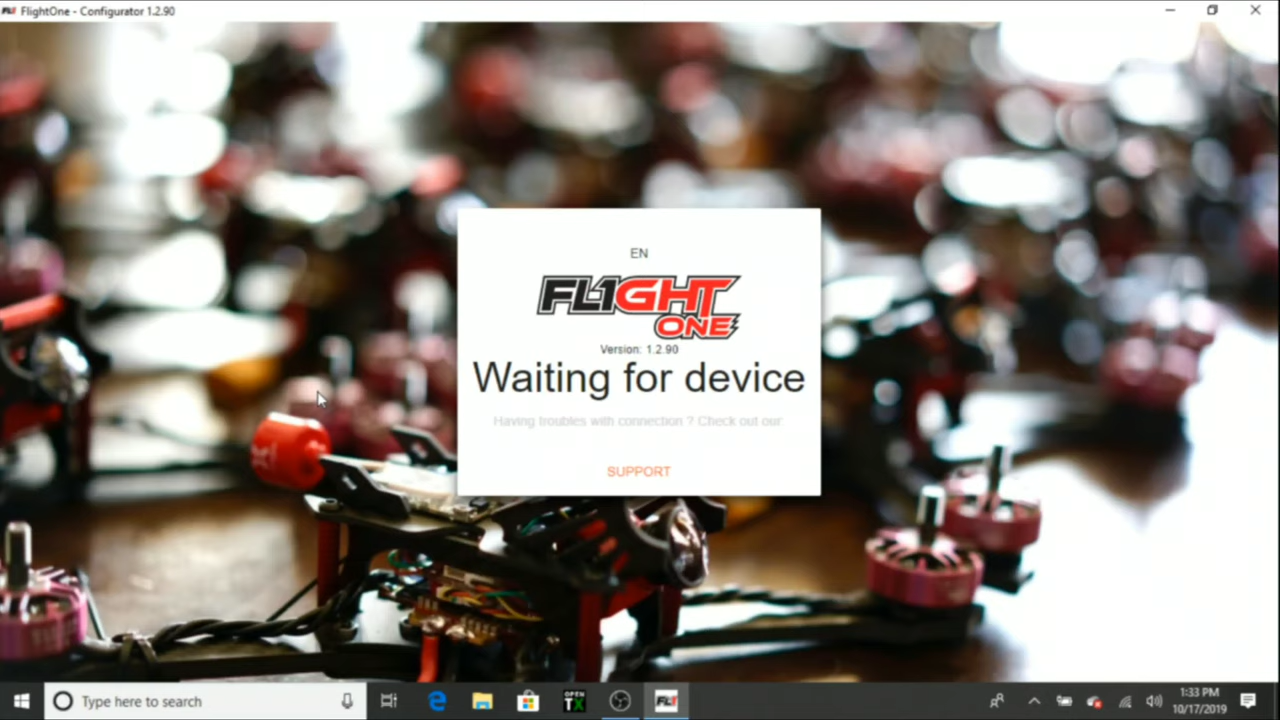 FlightOne - Configurator 1.2.90
EN
FL1GHT
ONE
Version: 1.2.90
Waiting for device
Having troubles with connection ? Check out our
SUPPORT
Type here to search
OPEN
TX
FL1
1:33 PM
10/17/2019